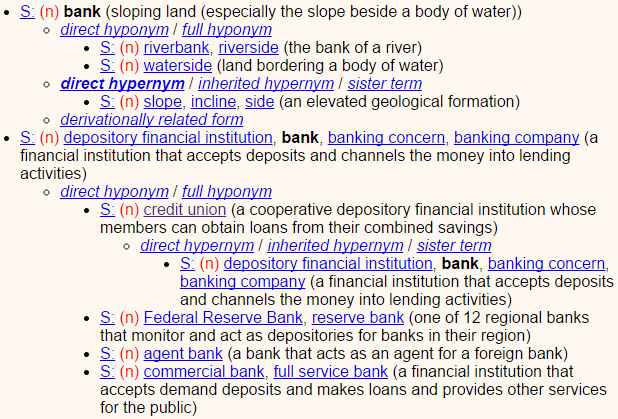 S: (n) bank (sloping land (especially the slope beside a body of water))
direct hyponym / full hyponym
S: (n) riverbank, riverside (the bank of a river)
S: (n) waterside (land bordering a body of water)
direct hypernym / inherited hypernym / sister term
S: (n) slope, incline, side (an elevated geological formation)
derivationally related form
S: (n) depository financial institution, bank, banking concern, banking company (a
financial institution that accepts deposits and channels the money into lending
activities)
direct hyponym / full hyponym
S: (n) credit union (a cooperative depository financial institution whose
members can obtain loans from their combined savings)
direct hypernym / inherited hypernym / sister term
S: (n) depository financial institution, bank, banking concern,
banking company (a financial institution that accepts deposits
and channels the money into lending activities)
S: (n) Federal Reserve Bank, reserve bank (one of 12 regional banks
that monitor and act as depositories for banks in their region)
S: (n) agent bank (a bank that acts as an agent for a foreign bank)
S: (n) commercial bank, full service bank (a financial institution that
accepts demand deposits and makes loans and provides other services
for the public)